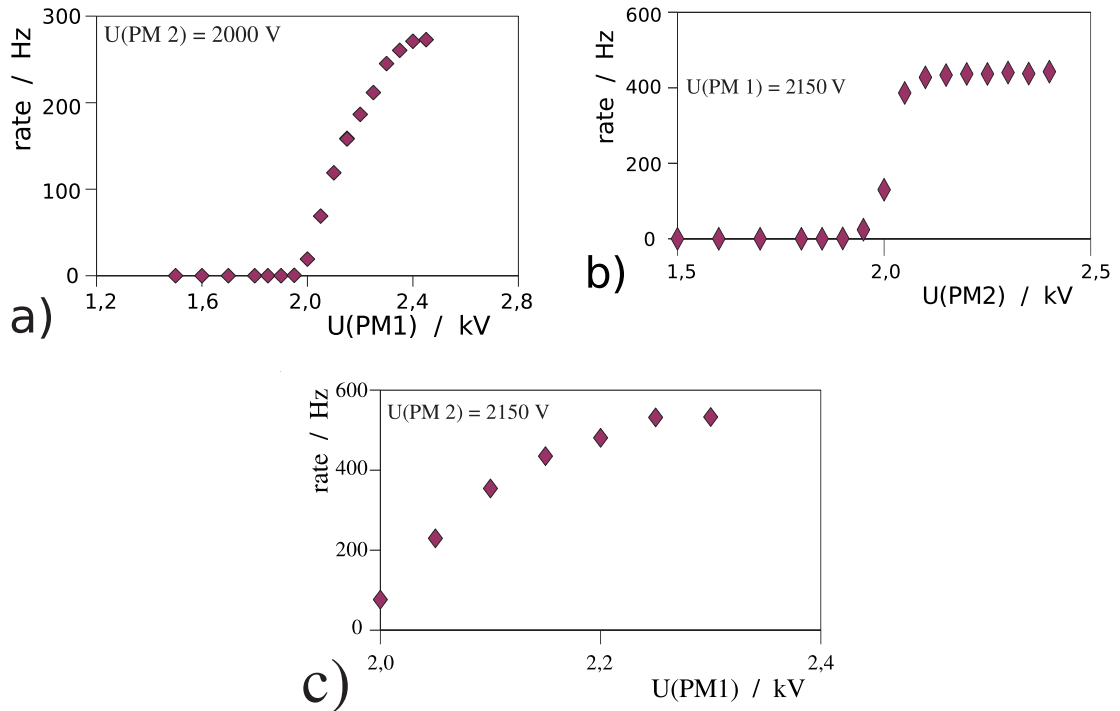 300
U(PM 2) = 2000 V
200
100
0
rate / Hz
1,2 1,6 2,0 2,4 2,8
U(PM1) / kV
a)
600
400
U(PM 1) = 2150 V
200
0
rate / Hz
1,5 2,0 2,5
U(PM2) / kV
b)
600
U(PM 2) = 2150 V
400
200
0
rate / Hz
2,0 2,2 2,4
U(PM1) / kV
c)